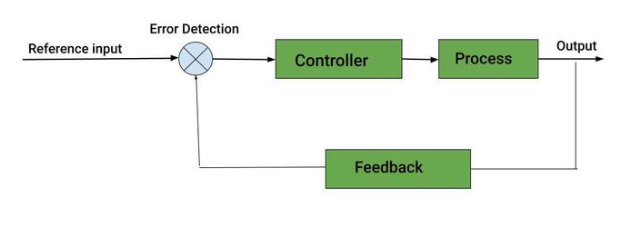 Error Detection
Reference input
Controller
Process
Output
Feedback